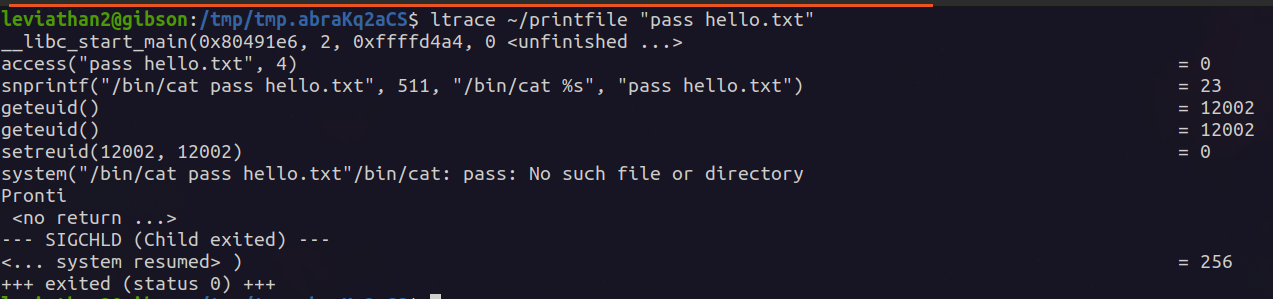 leviathan2@gibson:/tmp/tmp.abraKq2aCS$ ltrace ~/printfile "pass hello.txt"
__libc_start_main(0x80491e6, 2, 0xffffd4a4, 0 <unfinished ...>
access("pass hello.txt", 4) = 0
snprintf("/bin/cat pass hello.txt", 511, "/bin/cat %s", "pass hello.txt") = 23
geteuid() = 12002
geteuid() = 12002
setreuid(12002, 12002) = 0
system("/bin/cat pass hello.txt"/bin/cat: pass: No such file or directory
Pronti
 <no return ...>
--- SIGCHLD (Child exited) ---
<... system resumed> ) = 256
+++ exited (status 0) +++